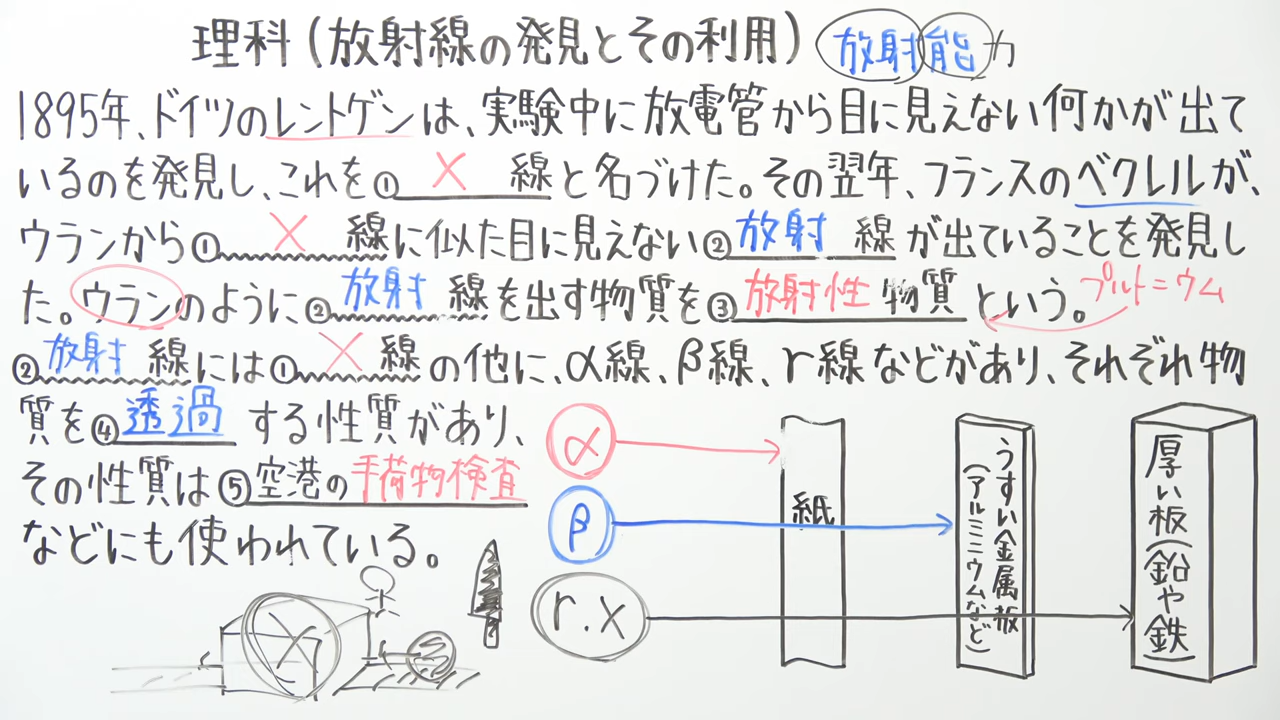 理科(放射線の発見とその利用) 放射能力
1895年、ドイツのレントゲンは、実験中に放電管から目に見えない何かが出て
いるのを発見し、これを① X 線と名づけた。その翌年、フランスのベクレルが、
ウランから① X 線に似た目に見えない②放射 線が出ていることを発見し
た。ウランのように②放射 線を出す物質を③放射性 物質という。プルトニウム
②放射 線には① X 線の他に、α線、β線、γ線などがあり、それぞれ物
質を④透過 する性質があり、
その性質は⑤空港の手荷物検査
などにも使われている。
α
β
γ.X
紙
うすい金属板
(アルミニウムなど)
厚い板(鉛や鉄)
X